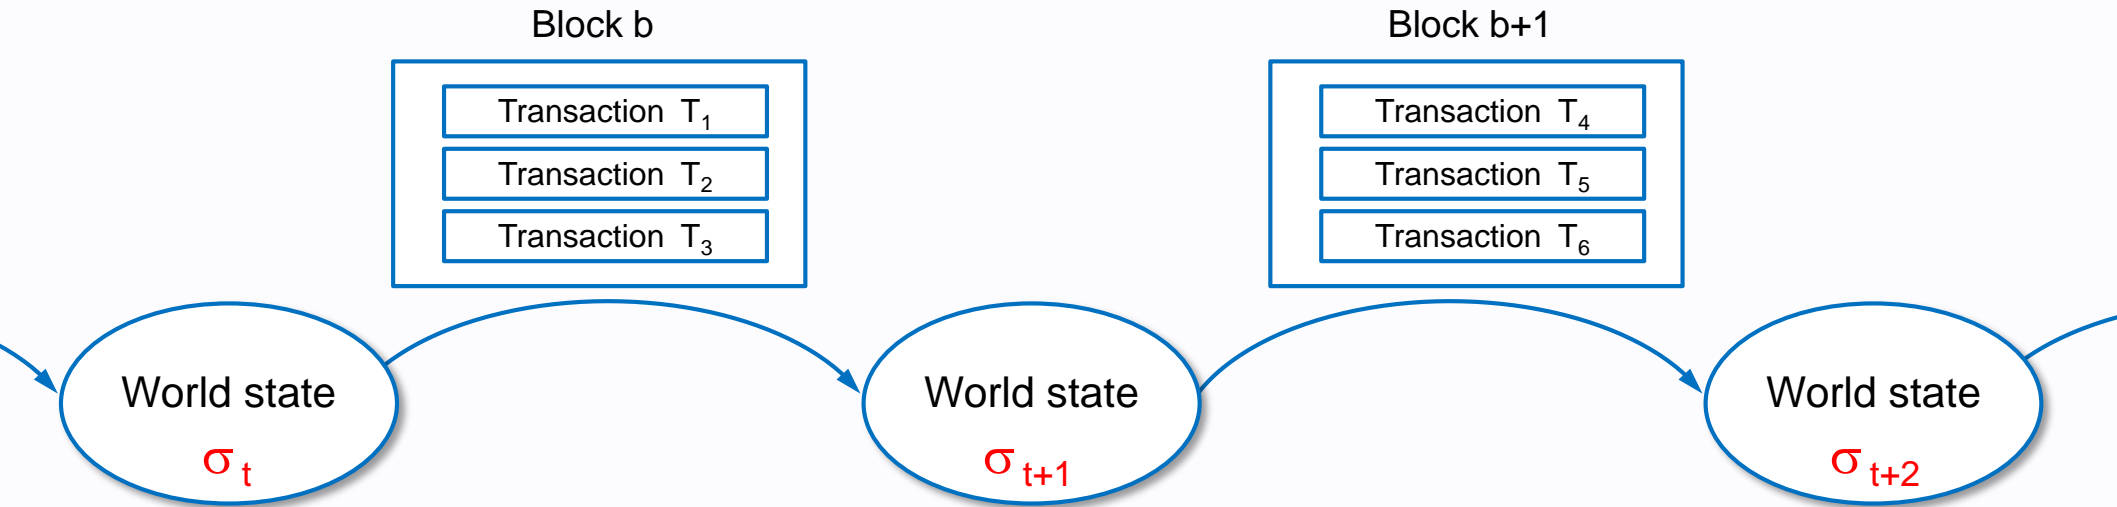 Block b
Transaction T₁
Transaction T₂
Transaction T₃
Block b+1
Transaction T₄
Transaction T₅
Transaction T₆
World state
σ t
World state
σ t+1
World state
σ t+2